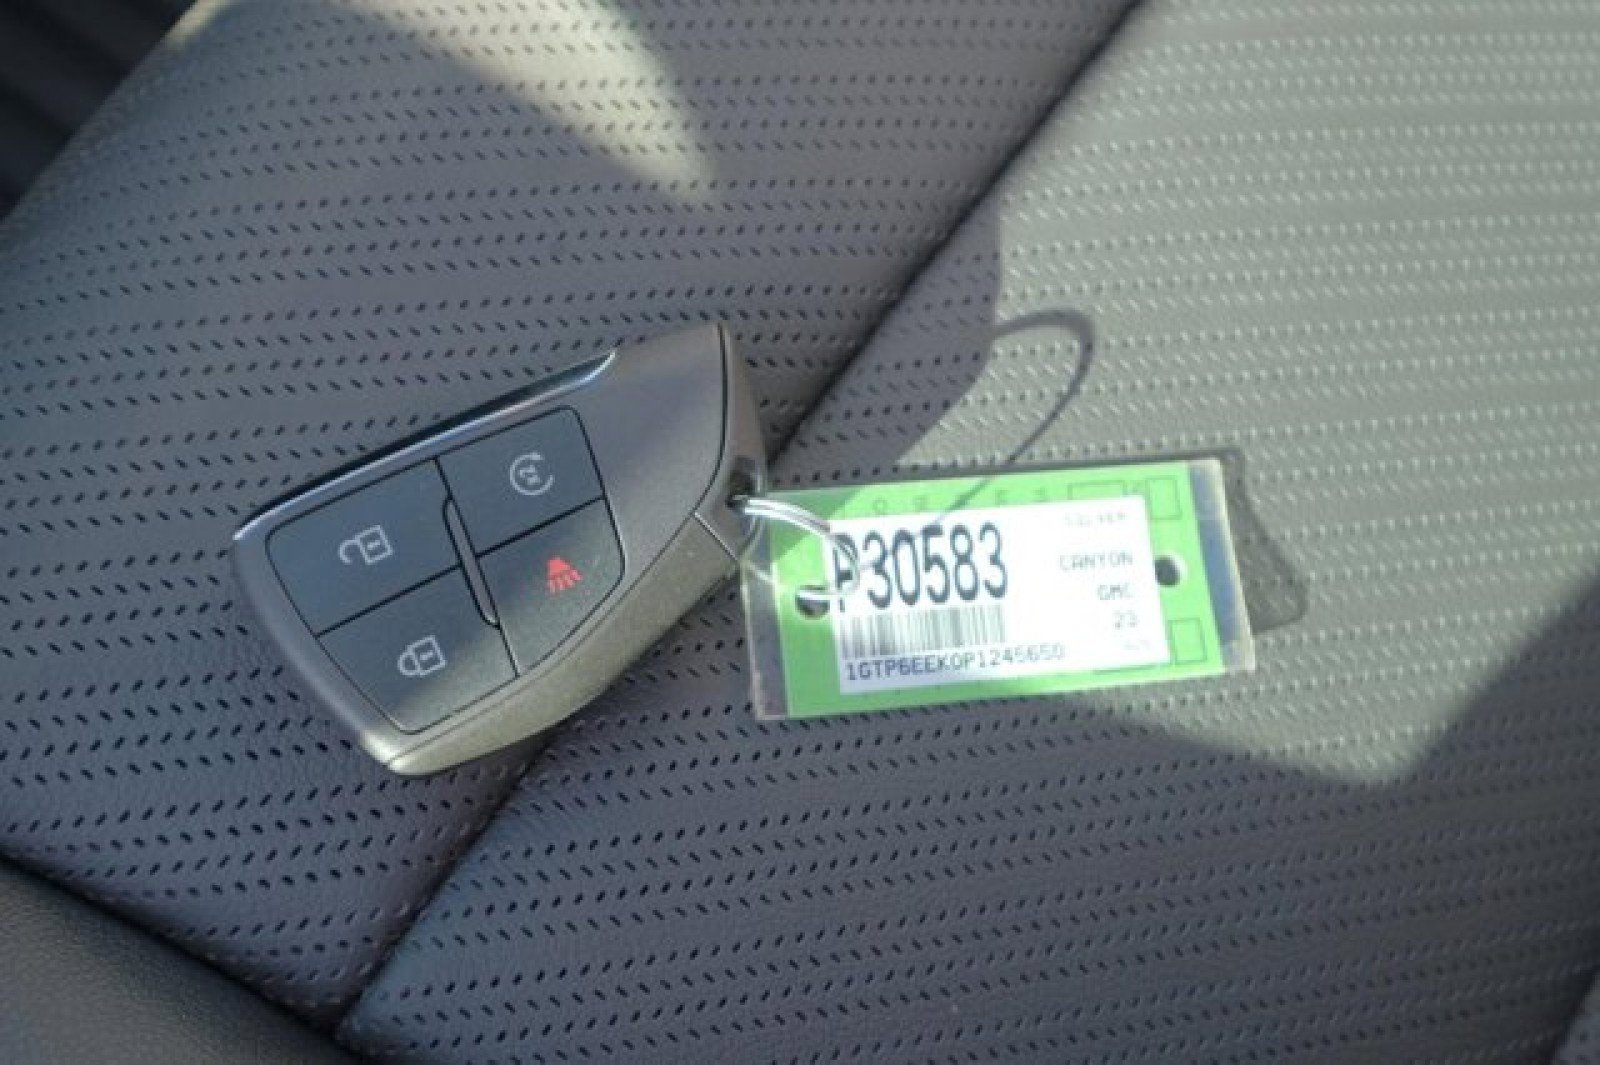 SILVER
P30583
CANYON
GMC
23
1GTP6EEK0P1245650